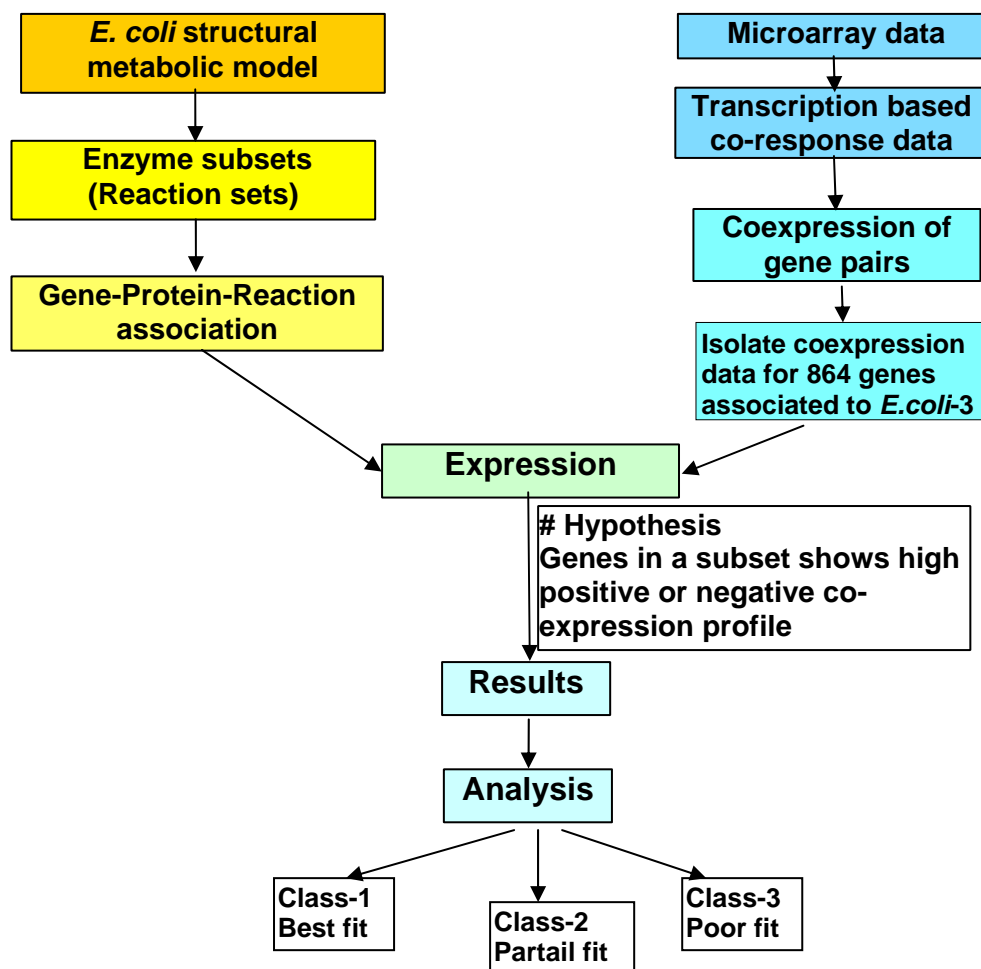 E. coli structural
metabolic model
Enzyme subsets
(Reaction sets)
Gene-Protein-Reaction
association
Microarray data
Transcription based
co-response data
Coexpression of
gene pairs
Isolate coexpression
data for 864 genes
associated to E.coli-3
Expression
# Hypothesis
Genes in a subset shows high
positive or negative co-
expression profile
Results
Analysis
Class-1
Best fit
Class-2
Partail fit
Class-3
Poor fit